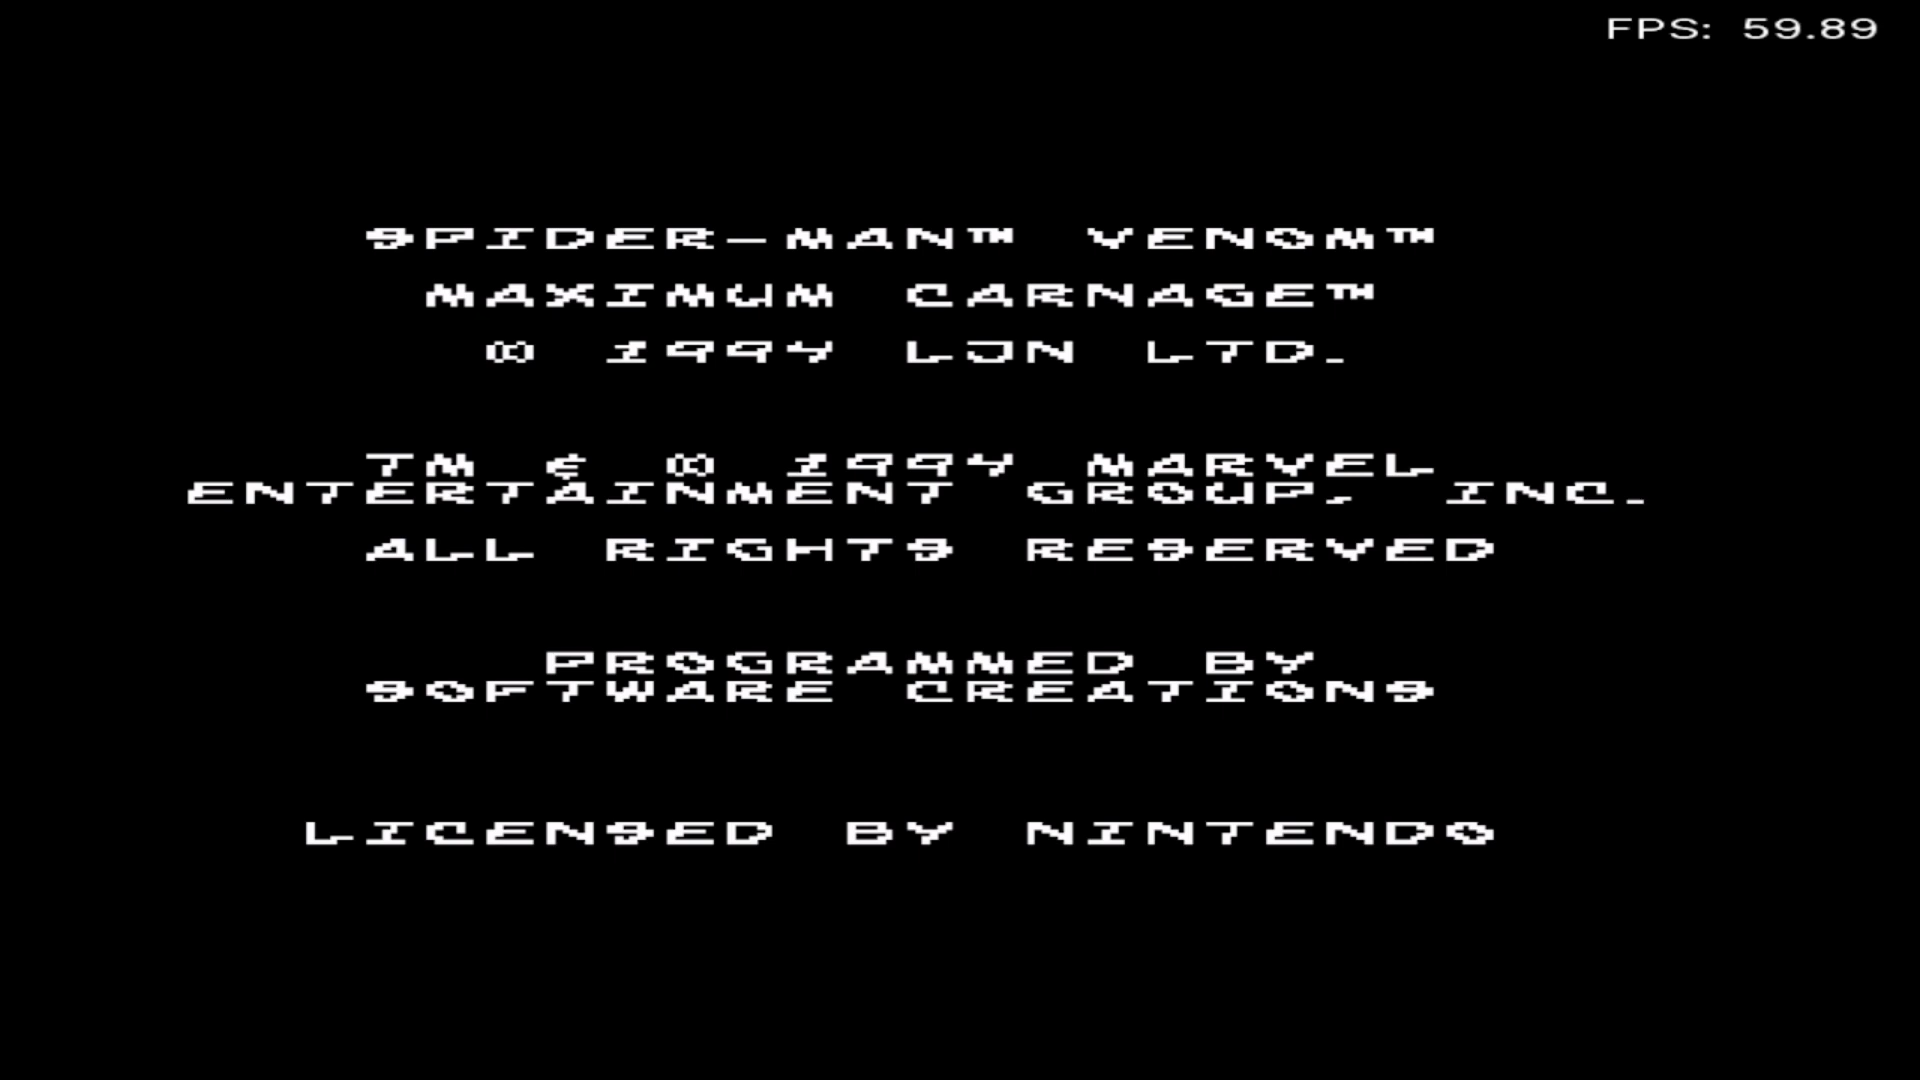 FPS: 59.89
SPIDER-MAN™ VENOM™
MAXIMUM CARNAGE™
© 1994 LJN LTD.
TM & © 1994 MARVEL
ENTERTAINMENT GROUP, INC.
ALL RIGHTS RESERVED
PROGRAMMED BY
SOFTWARE CREATIONS
LICENSED BY NINTENDO